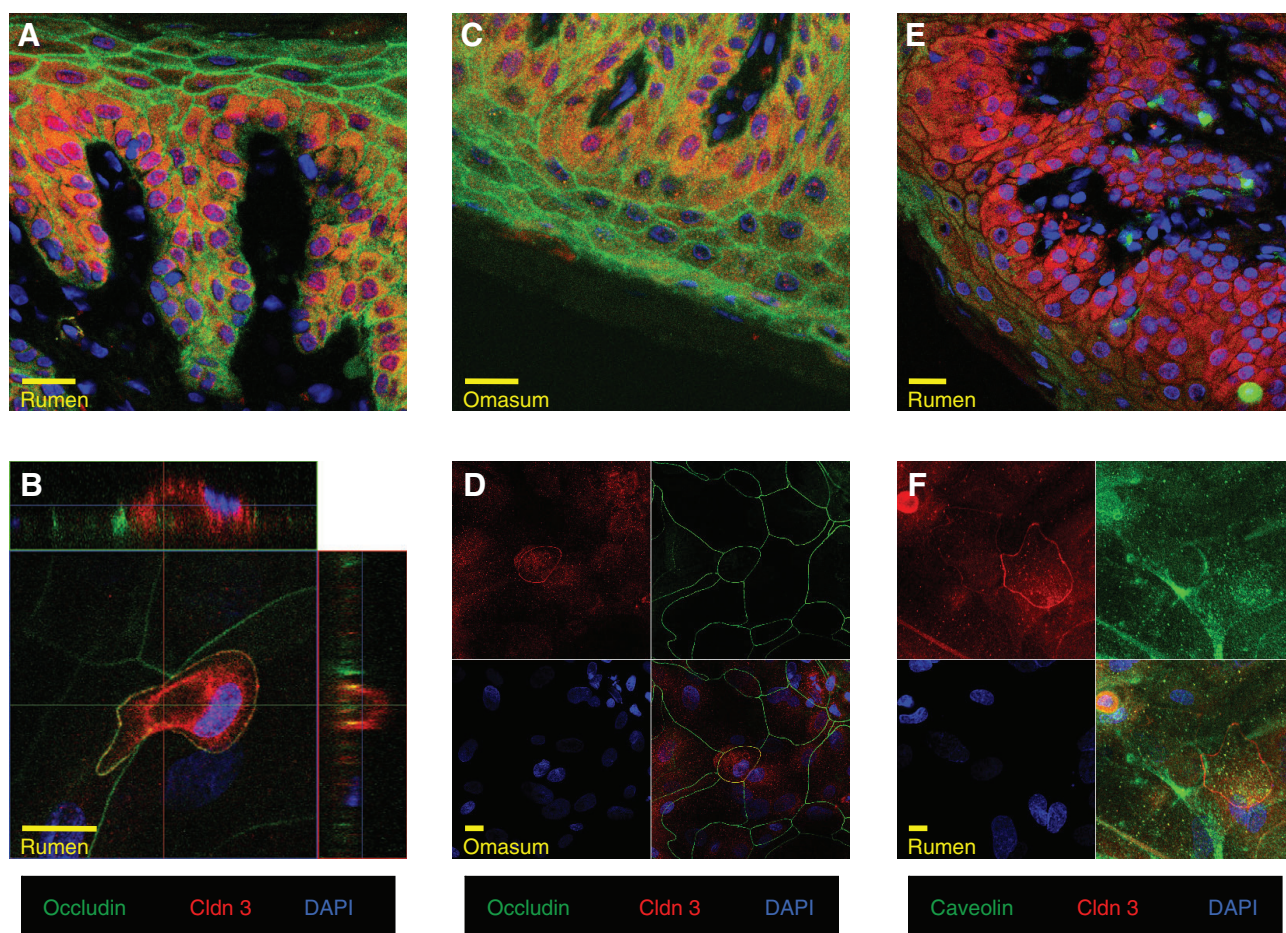 A
Rumen
C
Omasum
E
Rumen
B
Rumen
D
Omasum
F
Rumen
Occludin Cldn 3 DAPI
Occludin Cldn 3 DAPI
Caveolin Cldn 3 DAPI